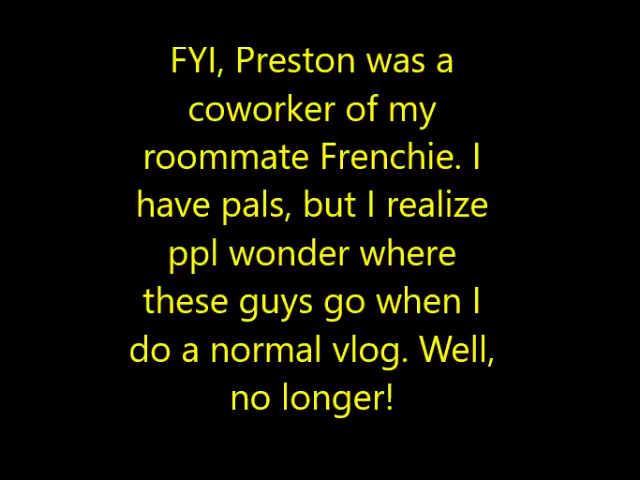 FYI, Preston was a
coworker of my
roommate Frenchie. I
have pals, but I realize
ppl wonder where
these guys go when I
do a normal vlog. Well,
no longer!